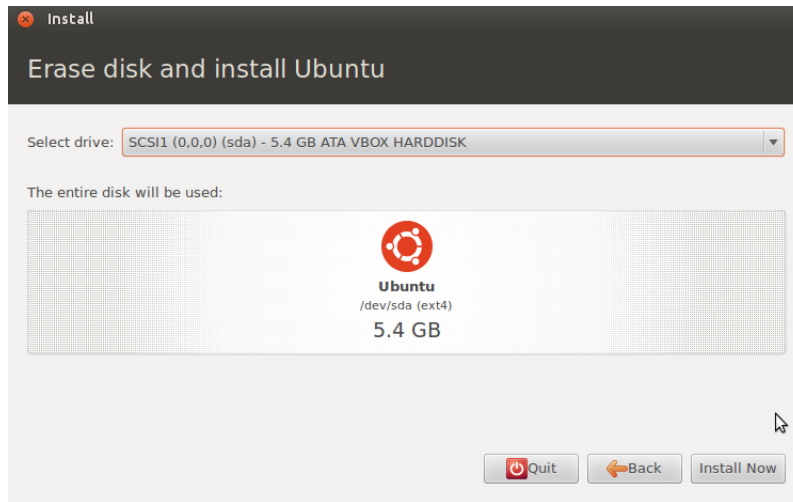 Install
Erase disk and install Ubuntu
Select drive: SCSI1 (0,0,0) (sda) - 5.4 GB ATA VBOX HARDDISK
The entire disk will be used:
Ubuntu
/dev/sda (ext4)
5.4 GB
Quit Back Install Now